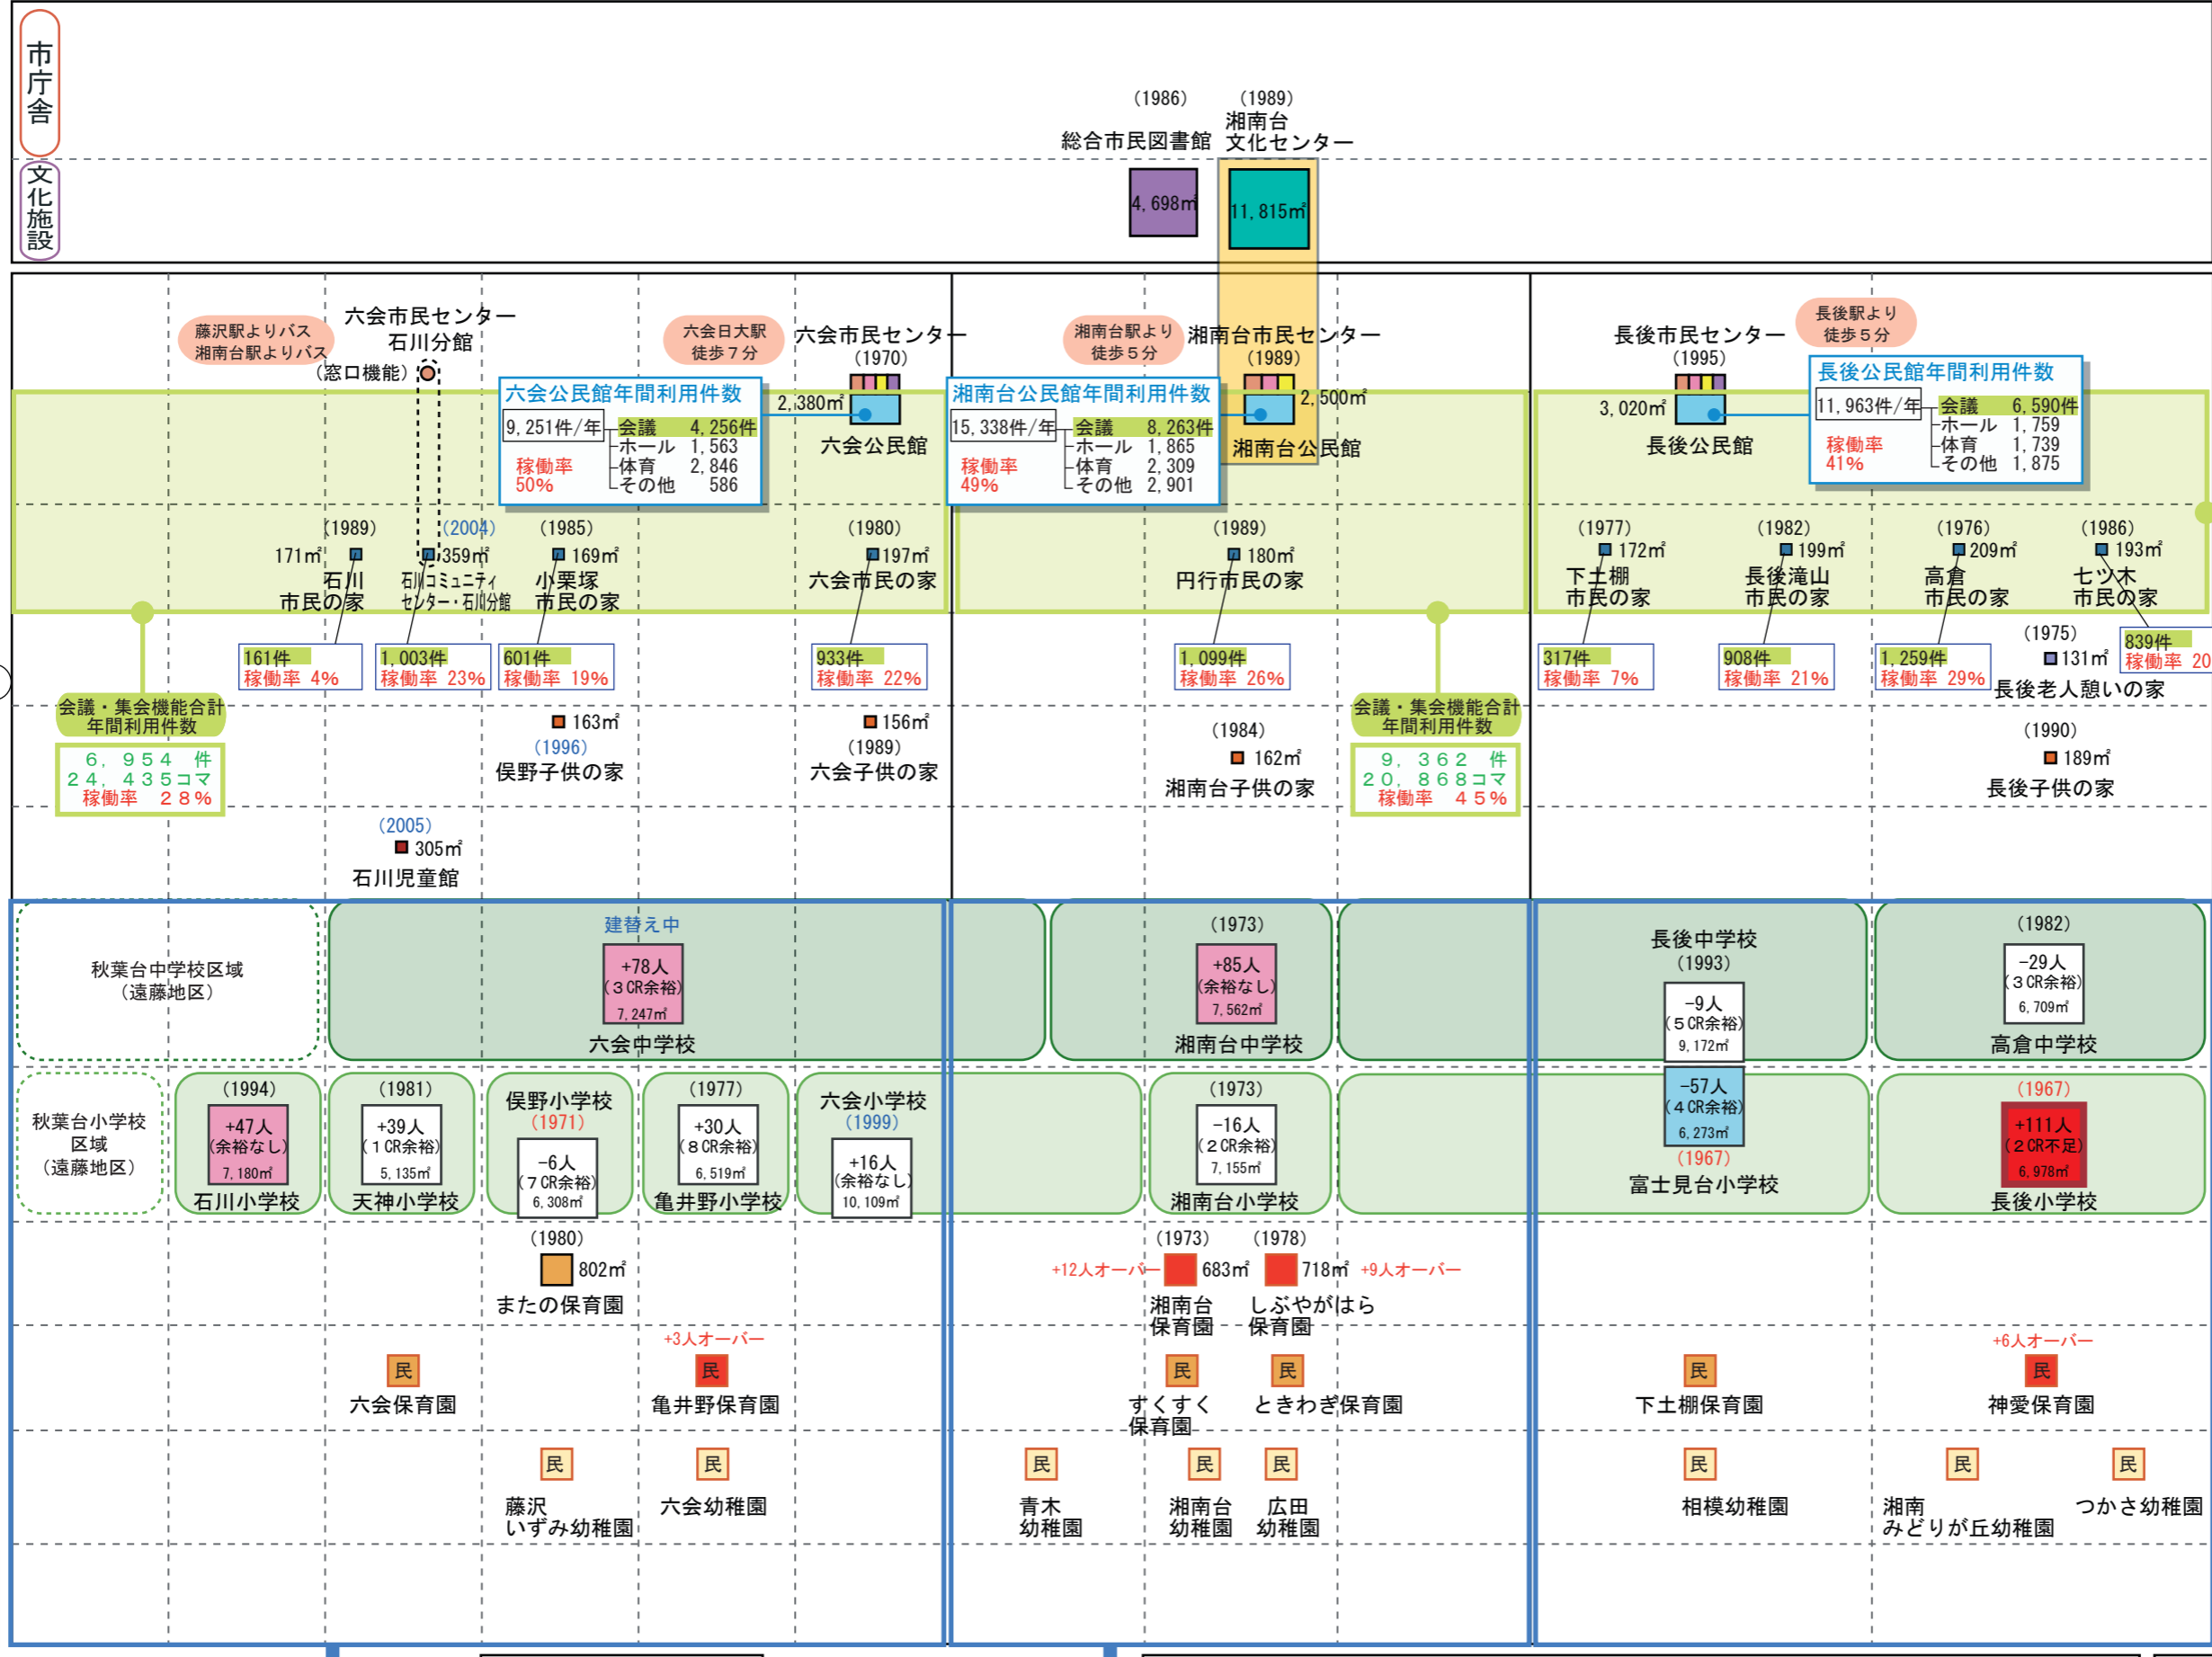 市庁舎
文化施設
（1986）
総合市民図書館
4,698㎡
（1989）
湘南台
文化センター
11,815㎡
藤沢駅よりバス
湘南台駅よりバス
六会市民センター
石川分館
（窓口機能）
六会日大駅
徒歩７分
六会市民センター
（1970）
2,380㎡
六会公民館
六会公民館年間利用件数
9,251件/年
稼働率
50%
会議 4,256件
ホール 1,563
体育 2,846
その他 586
湘南台駅より
徒歩５分
湘南台市民センター
（1989）
2,500㎡
湘南台公民館
湘南台公民館年間利用件数
15,338件/年
稼働率
49%
会議 8,263件
ホール 1,865
体育 2,309
その他 2,901
長後市民センター
（1995）
3,020㎡
長後公民館
長後駅より
徒歩５分
長後公民館年間利用件数
11,963件/年
稼働率
41%
会議 6,590件
ホール 1,759
体育 1,739
その他 1,875
（1989）
171㎡
石川
市民の家
161件
稼働率 4%
（2004）
359㎡
石川コミュニティ
センター・石川分館
1,003件
稼働率 23%
（1985）
169㎡
小栗塚
市民の家
601件
稼働率 19%
（1980）
197㎡
六会市民の家
933件
稼働率 22%
（1989）
180㎡
円行市民の家
1,099件
稼働率 26%
（1977）
172㎡
下土棚
市民の家
317件
稼働率 7%
（1982）
199㎡
長後滝山
市民の家
908件
稼働率 21%
（1976）
209㎡
高倉
市民の家
1,259件
稼働率 29%
（1986）
193㎡
七ツ木
市民の家
839件
稼働率 20
（1975）
131㎡
長後老人憩いの家
会議・集会機能合計
年間利用件数
６，９５４ 件
２４，４３５コマ
稼働率 ２８%
163㎡
（1996）
俣野子供の家
156㎡
（1989）
六会子供の家
（1984）
162㎡
湘南台子供の家
会議・集会機能合計
年間利用件数
９，３６２ 件
２０，８６８コマ
稼働率 ４５%
（1990）
189㎡
長後子供の家
（2005）
305㎡
石川児童館
秋葉台中学校区域
（遠藤地区）
建替え中
+78人
（３CR余裕）
7,247㎡
六会中学校
（1973）
+85人
（余裕なし）
7,562㎡
湘南台中学校
長後中学校
（1993）
−9人
（５CR余裕）
9,172㎡
（1982）
−29人
（３CR余裕）
6,709㎡
高倉中学校
秋葉台小学校
区域
（遠藤地区）
（1994）
+47人
（余裕なし）
7,180㎡
石川小学校
（1981）
+39人
（１CR余裕）
5,135㎡
天神小学校
俣野小学校
（1971）
−6人
（７CR余裕）
6,308㎡
（1977）
+30人
（８CR余裕）
6,519㎡
亀井野小学校
六会小学校
（1999）
+16人
（余裕なし）
10,109㎡
（1973）
−16人
（２CR余裕）
7,155㎡
湘南台小学校
−57人
（４CR余裕）
6,273㎡
（1967）
富士見台小学校
（1967）
+111人
（２CR不足）
6,978㎡
長後小学校
（1980）
802㎡
またの保育園
（1973）
+12人オーバー
683㎡
湘南台
保育園
（1978）
718㎡
+9人オーバー
しぶやがはら
保育園
民
六会保育園
+3人オーバー
民
亀井野保育園
民
すくすく
保育園
民
ときわぎ保育園
民
下土棚保育園
+6人オーバー
民
神愛保育園
民
藤沢
いずみ幼稚園
民
六会幼稚園
民
青木
幼稚園
民
湘南台
幼稚園
民
広田
幼稚園
民
相模幼稚園
民
湘南
みどりが丘幼稚園
民
つかさ幼稚園